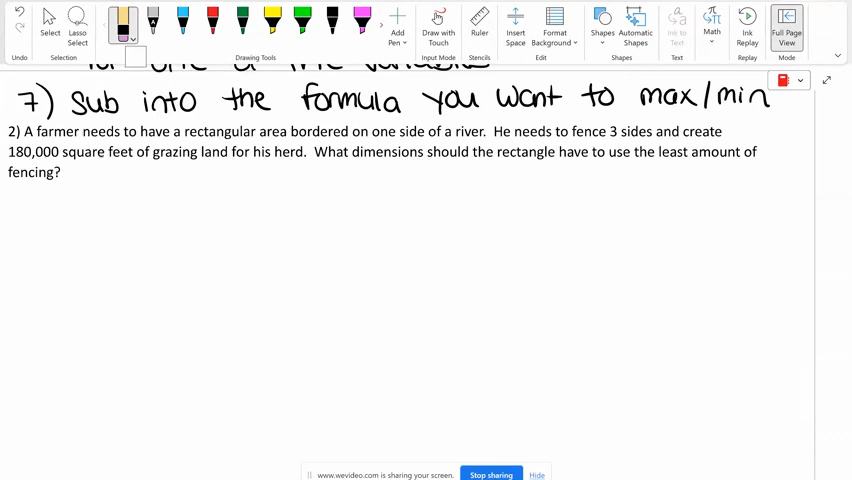 Undo
Select
Lasso Select
Selection
Drawing Tools
Add Pen
Draw with Touch
Input Mode
Ruler
Stencils
Insert Space
Format Background
Edit
Shapes
Automatic Shapes
Shapes
Ink to Text
Math
Ink Replay
Replay
Full Page View
Mode
7) Sub into the formula you want to max/min
2) A farmer needs to have a rectangular area bordered on one side of a river.  He needs to fence 3 sides and create
180,000 square feet of grazing land for his herd.  What dimensions should the rectangle have to use the least amount of
fencing?
www.wevideo.com is sharing your screen.
Stop sharing
Hide